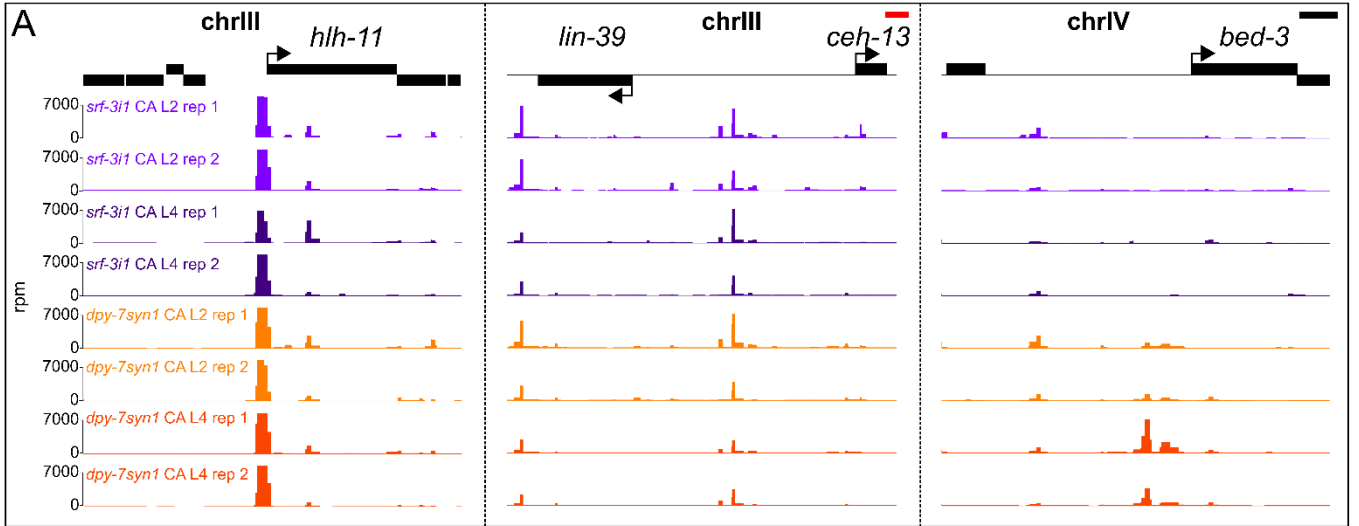 A
chrIII
chrIII
chrIV
hlh-11
lin-39
ceh-13
bed-3
7000
0
srf-3i1 CA L2 rep 1
7000
0
srf-3i1 CA L2 rep 2
7000
0
srf-3i1 CA L4 rep 1
7000
0
srf-3i1 CA L4 rep 2
rpm
7000
0
dpy-7syn1 CA L2 rep 1
7000
0
dpy-7syn1 CA L2 rep 2
7000
0
dpy-7syn1 CA L4 rep 1
7000
0
dpy-7syn1 CA L4 rep 2